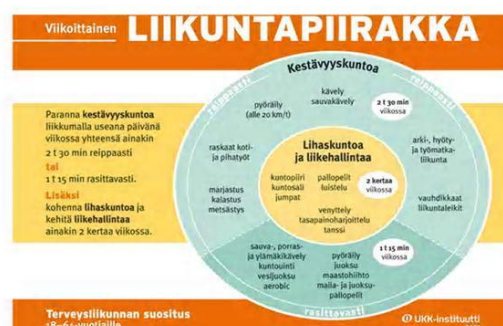 Viikoittainen LIIKUNTAPIIRAKKA
Paranna kestävyyskuntoa
liikkumalla useana päivänä
viikossa yhteensä ainakin
2 t 30 min reippaasti
tai
1 t 15 min rasittavasti.
Lisäksi
kohenna lihaskuntoa ja
kehitä liikehallintaa
ainakin 2 kertaa viikossa.
Kestävyyskuntoa
reippaasti
reippaasti
kävely
sauvakävely
2 t 30 min
viikossa
pyöräily
(alle 20 km/t)
raskaat koti-
ja pihatyöt
marjastus
kalastus
metsästys
arki-, hyöty-
ja työmatka-
liikunta
vauhdikkaat
liikuntaleikit
Lihaskuntoa
ja liikehallintaa
kuntopiiri
kuntosali
jumpat
pallopelit
luistelu
2 kertaa
viikossa
venyttely
tasapainoharjoittelu
tanssi
sauva-, porras-
ja ylämäkikävely
kuntouinti
vesijuoksu
aerobic
pyöräily
juoksu
maastohiihto
maila- ja juoksu-
pallopelit
1 t 15 min
viikossa
rasittavasti
Terveysliikunnan suositus
18–64-vuotiaille
UKK-instituutti